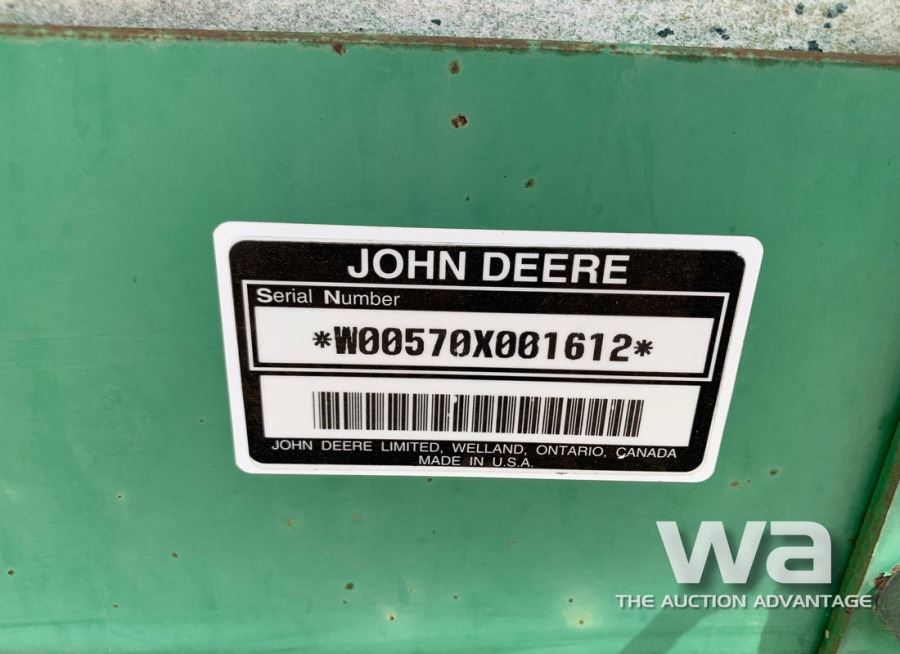 JOHN DEERE
Serial Number
*W00570X001612*
JOHN DEERE LIMITED, WELLAND, ONTARIO, CANADA
MADE IN U.S.A.
wa
THE AUCTION ADVANTAGE